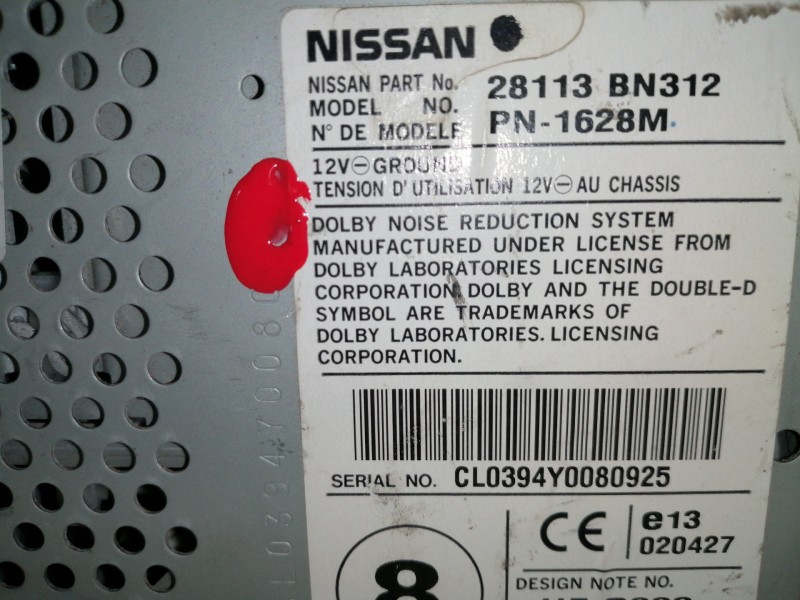 NISSAN
NISSAN PART No. 28113 BN312
MODEL NO.
N° DE MODELE PN-1628M
12V⊖GROUND
TENSION D'UTILISATION 12V⊖AU CHASSIS
DOLBY NOISE REDUCTION SYSTEM
MANUFACTURED UNDER LICENSE FROM
DOLBY LABORATORIES LICENSING
CORPORATION, DOLBY AND THE DOUBLE-D
SYMBOL ARE TRADEMARKS OF
DOLBY LABORATORIES. LICENSING
CORPORATION.
SERIAL NO. CL0394Y0080925
CE e13
020427
8
DESIGN NOTE NO.